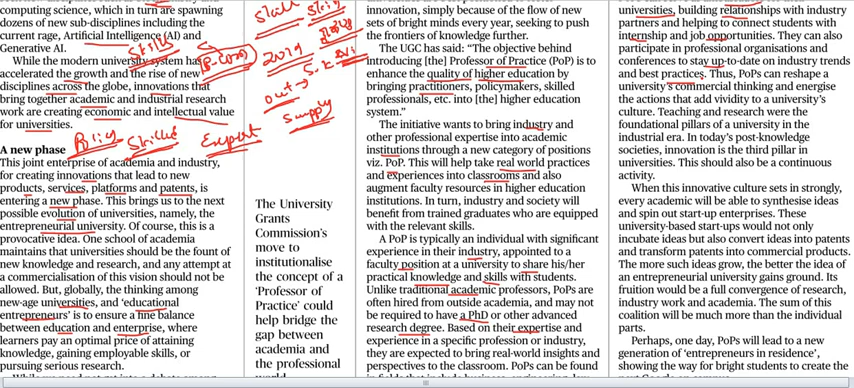 computing science, which in turn are spawning
dozens of new sub-disciplines including the
current rage, Artificial Intelligence (AI) and
Generative AI.
While the modern university system has
accelerated the growth and the rise of new
disciplines across the globe, innovations that
bring together academic and industrial research
work are creating economic and intellectual value
for universities.
A new phase
This joint enterprise of academia and industry,
for creating innovations that lead to new
products, services, platforms and patents, is
entering a new phase. This brings us to the next
possible evolution of universities, namely, the
entrepreneurial university. Of course, this is a
provocative idea. One school of academia
maintains that universities should be the fount of
new knowledge and research, and any attempt at
a commercialisation of this vision should not be
allowed. But, globally, the thinking among
new-age universities, and ‘educational
entrepreneurs’ is to ensure a fine balance
between education and enterprise, where
learners pay an optimal price of attaining
knowledge, gaining employable skills, or
pursuing serious research.
Skills
2019
out
Supply
Policy
Skilled
Expert
The University
Grants
Commission’s
move to
institutionalise
the concept of a
‘Professor of
Practice’ could
help bridge the
gap between
academia and
the professional
world
innovation, simply because of the flow of new
sets of bright minds every year, seeking to push
the frontiers of knowledge further.
The UGC has said: “The objective behind
introducing [the] Professor of Practice (PoP) is to
enhance the quality of higher education by
bringing practitioners, policymakers, skilled
professionals, etc. into [the] higher education
system.”
The initiative wants to bring industry and
other professional expertise into academic
institutions through a new category of positions
viz. PoP. This will help take real world practices
and experiences into classrooms and also
augment faculty resources in higher education
institutions. In turn, industry and society will
benefit from trained graduates who are equipped
with the relevant skills.
A PoP is typically an individual with significant
experience in their industry, appointed to a
faculty position at a university to share his/her
practical knowledge and skills with students.
Unlike traditional academic professors, PoPs are
often hired from outside academia, and may not
be required to have a PhD or other advanced
research degree. Based on their expertise and
experience in a specific profession or industry,
they are expected to bring real-world insights and
perspectives to the classroom. PoPs can be found
universities, building relationships with industry
partners and helping to connect students with
internship and job opportunities. They can also
participate in professional organisations and
conferences to stay up-to-date on industry trends
and best practices. Thus, PoPs can reshape a
university’s commercial thinking and energise
the actions that add vividity to a university’s
culture. Teaching and research were the
foundational pillars of a university in the
industrial era. In today’s post-knowledge
societies, innovation is the third pillar in
universities. This should also be a continuous
activity.
When this innovative culture sets in strongly,
every academic will be able to synthesise ideas
and spin out start-up enterprises. These
university-based start-ups would not only
incubate ideas but also convert ideas into patents
and transform patents into commercial products.
The more such ideas grow, the better the idea of
an entrepreneurial university gains ground. Its
fruition would be a full convergence of research,
industry work and academia. The sum of this
coalition will be much more than the individual
parts.
Perhaps, one day, PoPs will lead to a new
generation of ‘entrepreneurs in residence’,
showing the way for bright students to create the